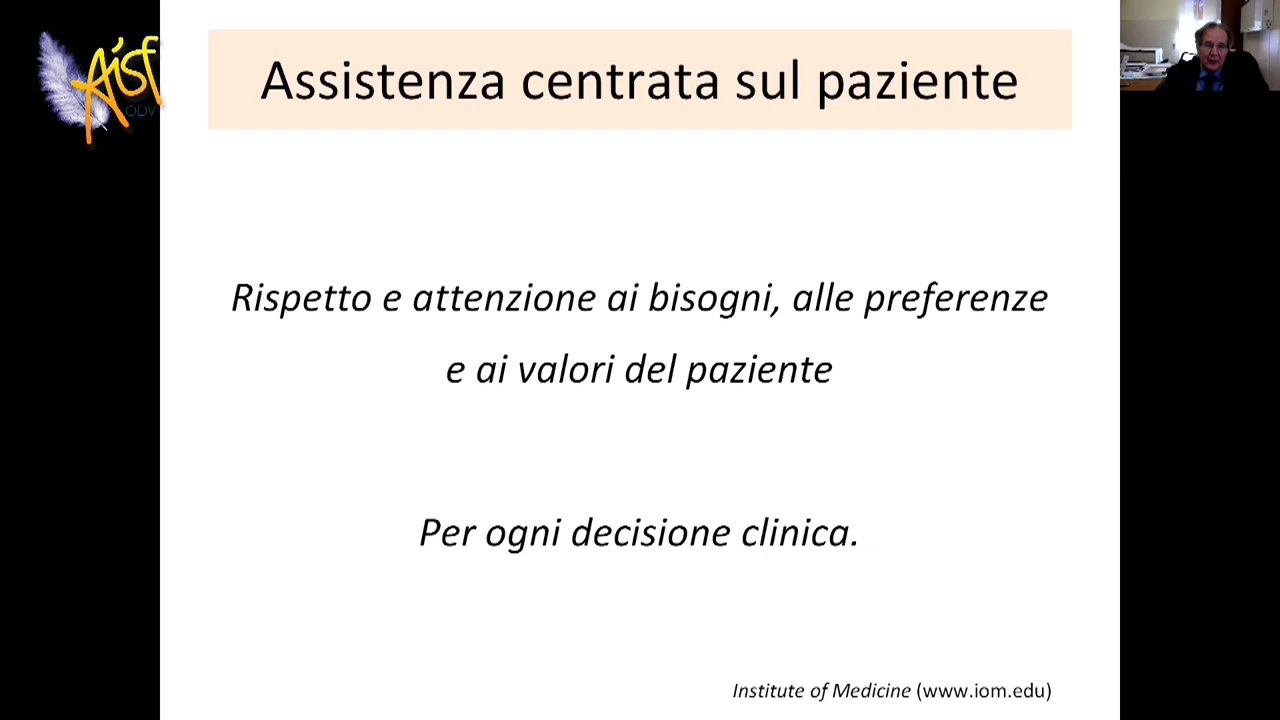 Aisf
ODV
Assistenza centrata sul paziente
Rispetto e attenzione ai bisogni, alle preferenze
e ai valori del paziente
Per ogni decisione clinica.
Institute of Medicine (www.iom.edu)